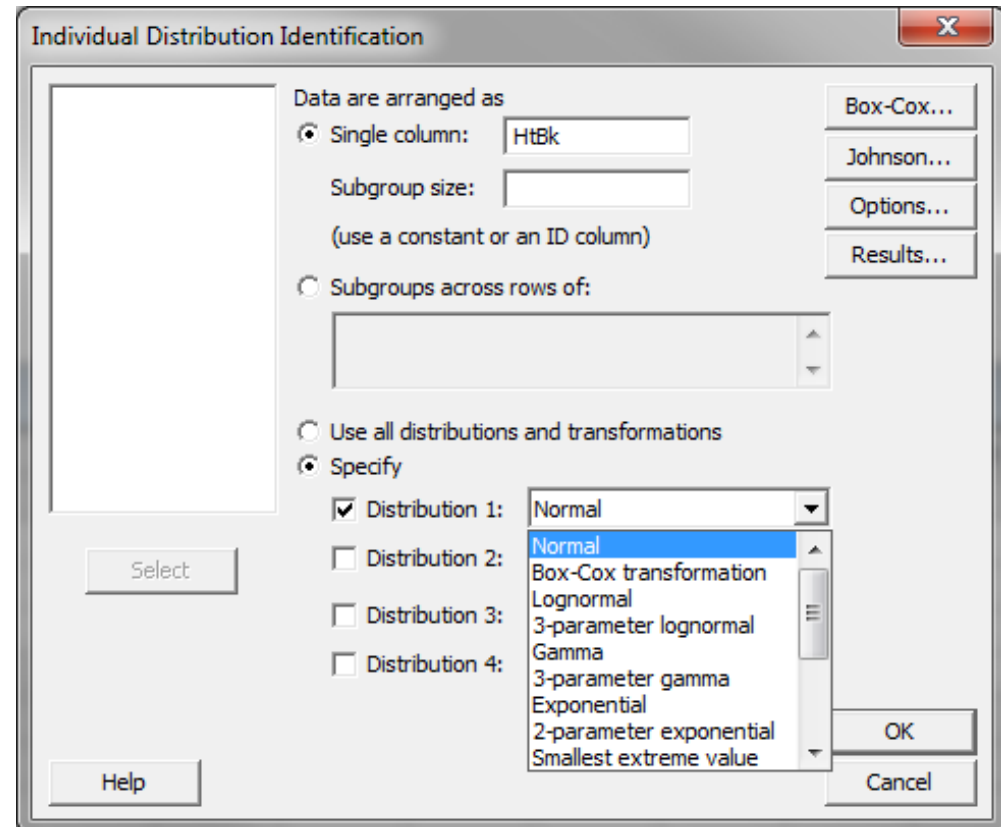 Individual Distribution Identification
Data are arranged as
Single column:
HtBk
Subgroup size:
(use a constant or an ID column)
Subgroups across rows of:
Use all distributions and transformations
Specify
Distribution 1:
Normal
Distribution 2:
Distribution 3:
Distribution 4:
Normal
Box-Cox transformation
Lognormal
3-parameter lognormal
Gamma
3-parameter gamma
Exponential
2-parameter exponential
Smallest extreme value
Box-Cox...
Johnson...
Options...
Results...
Select
Help
OK
Cancel